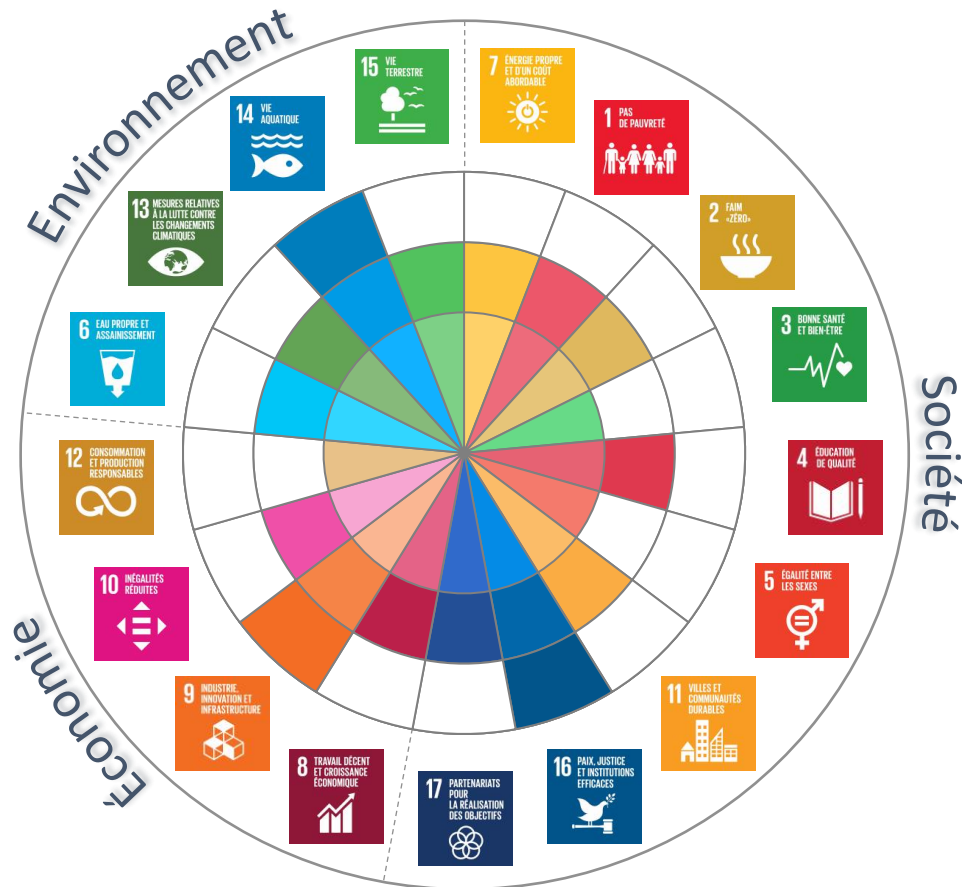 Environnement
Société
Économie
15 VIE
TERRESTRE
7 ÉNERGIE PROPRE
ET D'UN COÛT
ABORDABLE
1 PAS
DE PAUVRETÉ
2 FAIM
«ZÉRO»
3 BONNE SANTÉ
ET BIEN-ÊTRE
4 ÉDUCATION
DE QUALITÉ
5 ÉGALITÉ ENTRE
LES SEXES
11 VILLES ET
COMMUNAUTÉS
DURABLES
16 PAIX, JUSTICE
ET INSTITUTIONS
EFFICACES
17 PARTENARIATS
POUR
LA RÉALISATION
DES OBJECTIFS
8 TRAVAIL DÉCENT
ET CROISSANCE
ÉCONOMIQUE
9 INDUSTRIE,
INNOVATION ET
INFRASTRUCTURE
10 INÉGALITÉS
RÉDUITES
12 CONSOMMATION
ET PRODUCTION
RESPONSABLES
6 EAU PROPRE ET
ASSAINISSEMENT
13 MESURES RELATIVES
À LA LUTTE CONTRE
LES CHANGEMENTS
CLIMATIQUES
14 VIE
AQUATIQUE